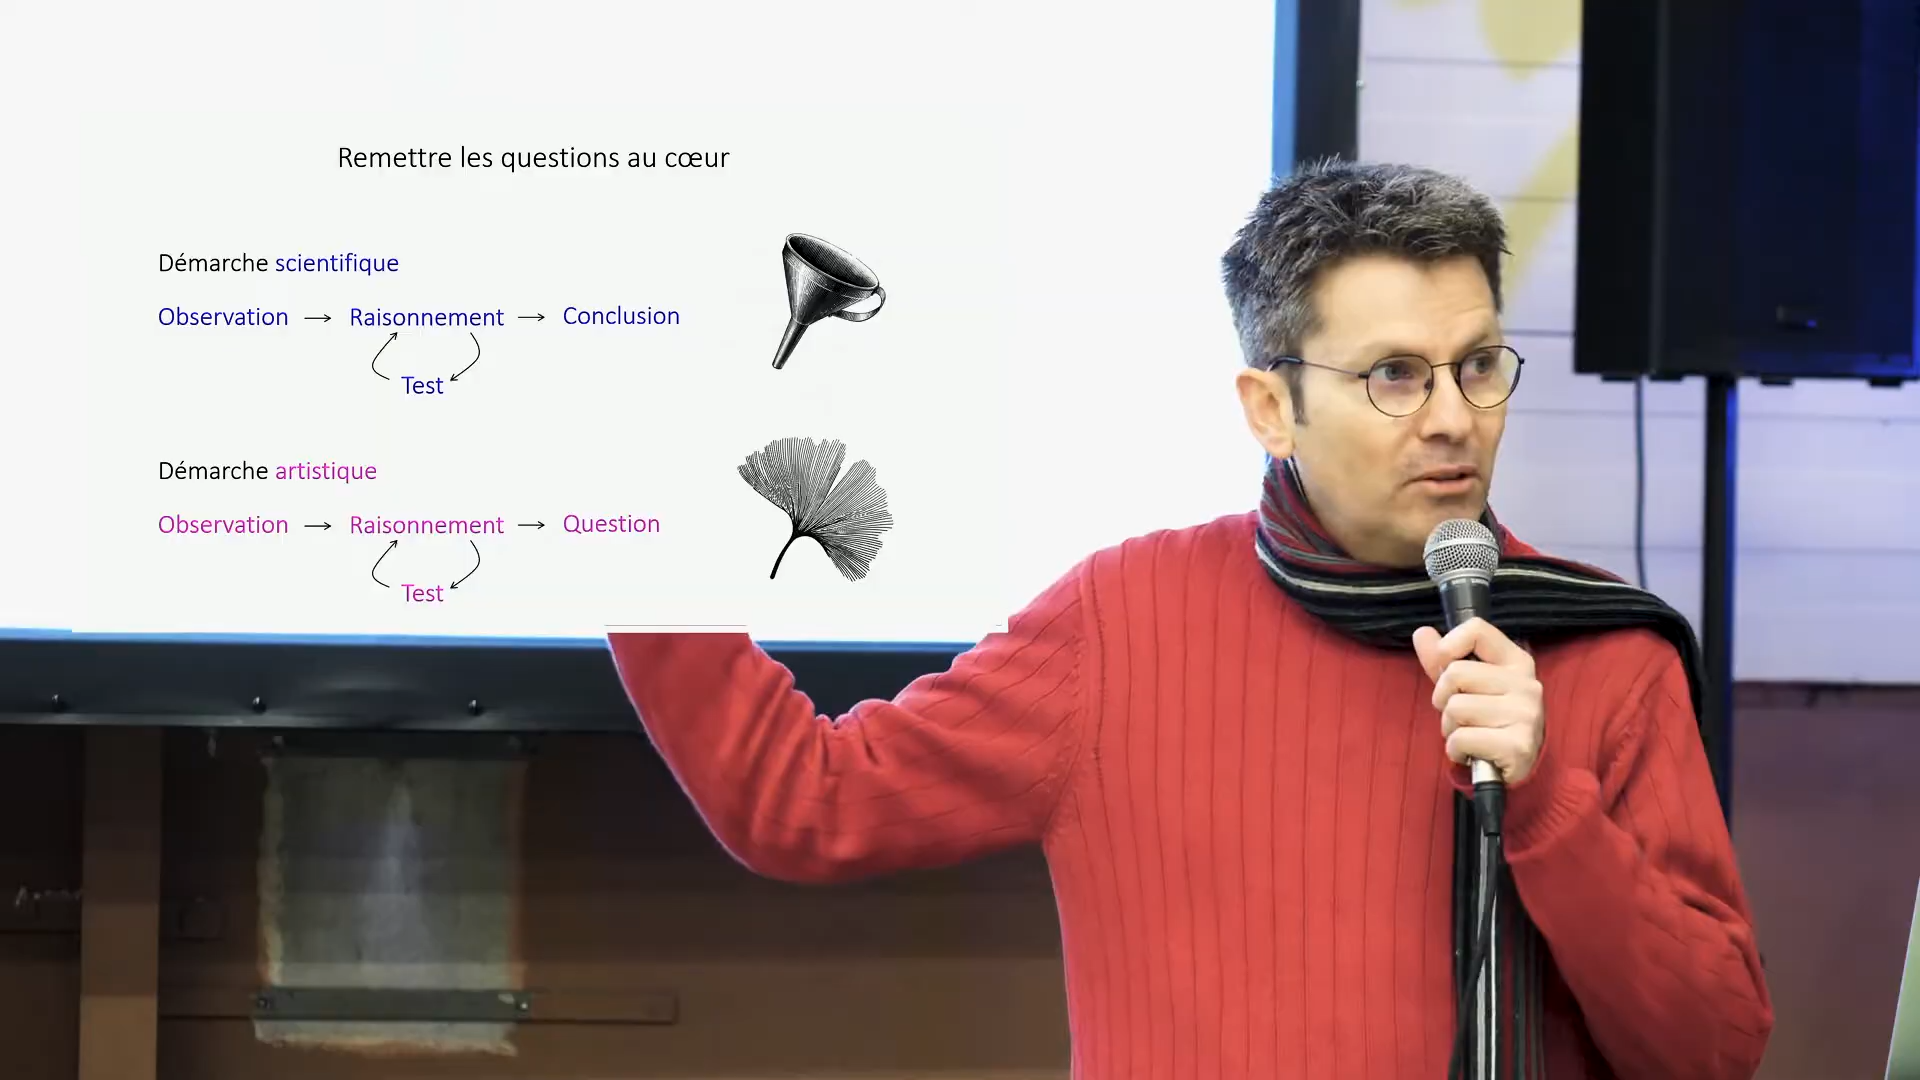 Remettre les questions au cœur
Démarche scientifique
Observation → Raisonnement → Conclusion
Test
Démarche artistique
Observation → Raisonnement → Question
Test